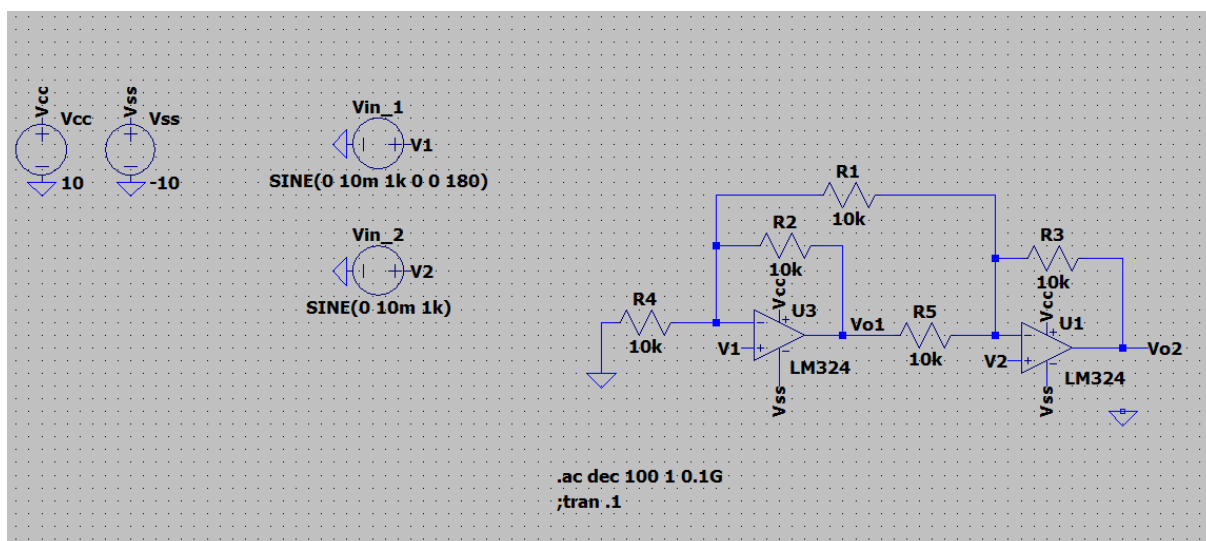 Vcc
Vcc
10
Vss
Vss
-10
Vin_1
V1
SINE(0 10m 1k 0 0 180)
Vin_2
V2
SINE(0 10m 1k)
R1
10k
R2
10k
R3
10k
R4
10k
Vcc
U3
V1
LM324
Vss
Vo1
R5
10k
Vcc
U1
V2
LM324
Vss
Vo2
.ac dec 100 1 0.1G
;tran .1